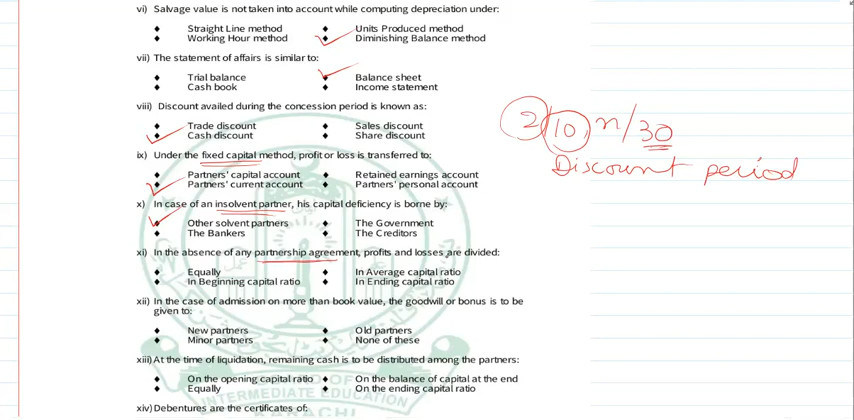 vi) Salvage value is not taken into account while computing depreciation under:
♦ Straight Line method ♦ Units Produced method
♦ Working Hour method ♦ Diminishing Balance method
vii) The statement of affairs is similar to:
♦ Trial balance ♦ Balance sheet
♦ Cash book ♦ Income statement
viii) Discount availed during the concession period is known as:
♦ Trade discount ♦ Sales discount
♦ Cash discount ♦ Share discount
2/10, n/30
Discount period
ix) Under the fixed capital method, profit or loss is transferred to:
♦ Partners' capital account ♦ Retained earnings account
♦ Partners' current account ♦ Partners' personal account
x) In case of an insolvent partner, his capital deficiency is borne by:
♦ Other solvent partners ♦ The Government
♦ The Bankers ♦ The Creditors
xi) In the absence of any partnership agreement, profits and losses are divided:
♦ Equally ♦ In Average capital ratio
♦ In Beginning capital ratio ♦ In Ending capital ratio
xii) In the case of admission on more than book value, the goodwill or bonus is to be
given to:
♦ New partners ♦ Old partners
♦ Minor partners ♦ None of these
xiii) At the time of liquidation, remaining cash is to be distributed among the partners:
♦ On the opening capital ratio ♦ On the balance of capital at the end
♦ Equally ♦ On the ending capital ratio
INTERMEDIATE EDUCATION
KARACHI
xiv) Debentures are the certificates of: